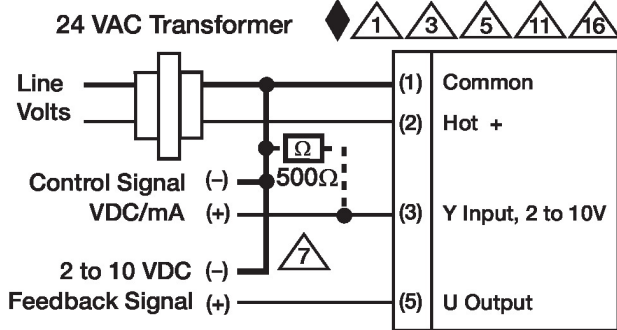 24 VAC Transformer
1 3 5 11 16
Line
Volts
(1) Common
(2) Hot +
Ω
500Ω
Control Signal (-)
VDC/mA (+)
(3) Y Input, 2 to 10V
7
2 to 10 VDC (-)
Feedback Signal (+)
(5) U Output